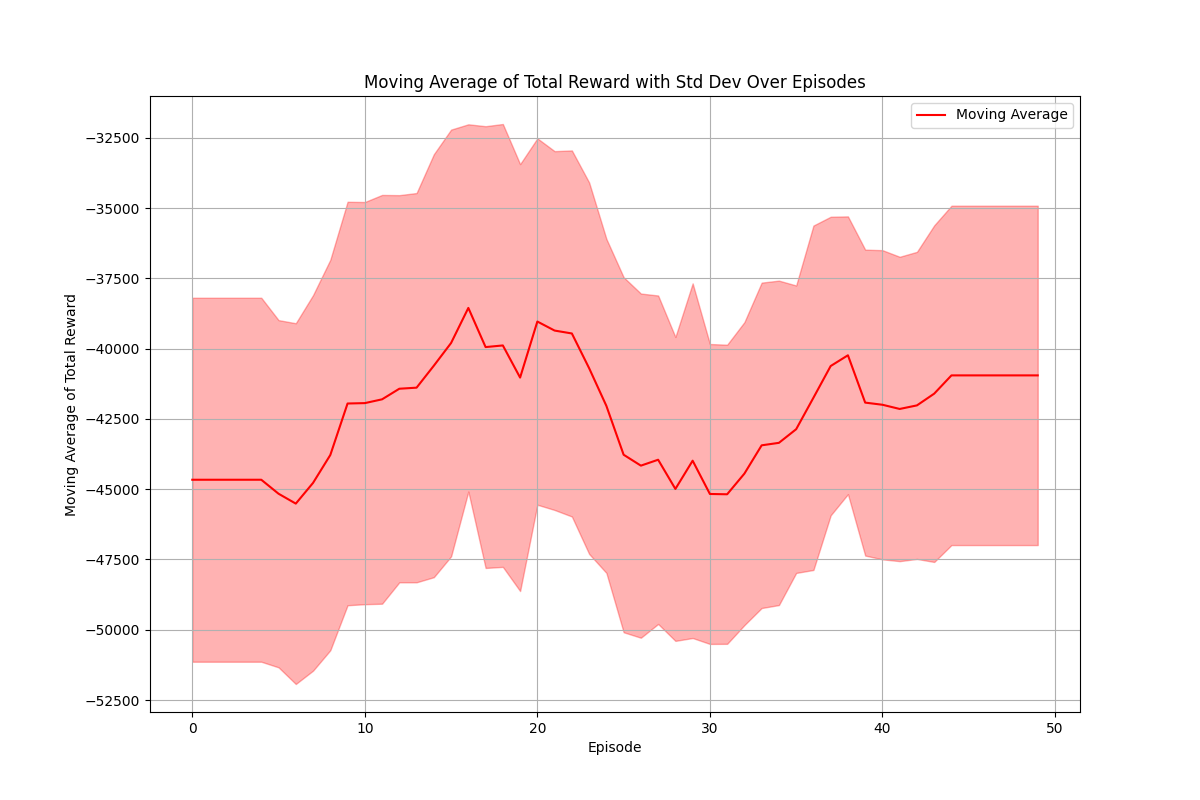 Moving Average of Total Reward with Std Dev Over Episodes
Moving Average
−32500
−35000
−37500
−40000
−42500
−45000
−47500
−50000
−52500
Moving Average of Total Reward
0 10 20 30 40 50
Episode